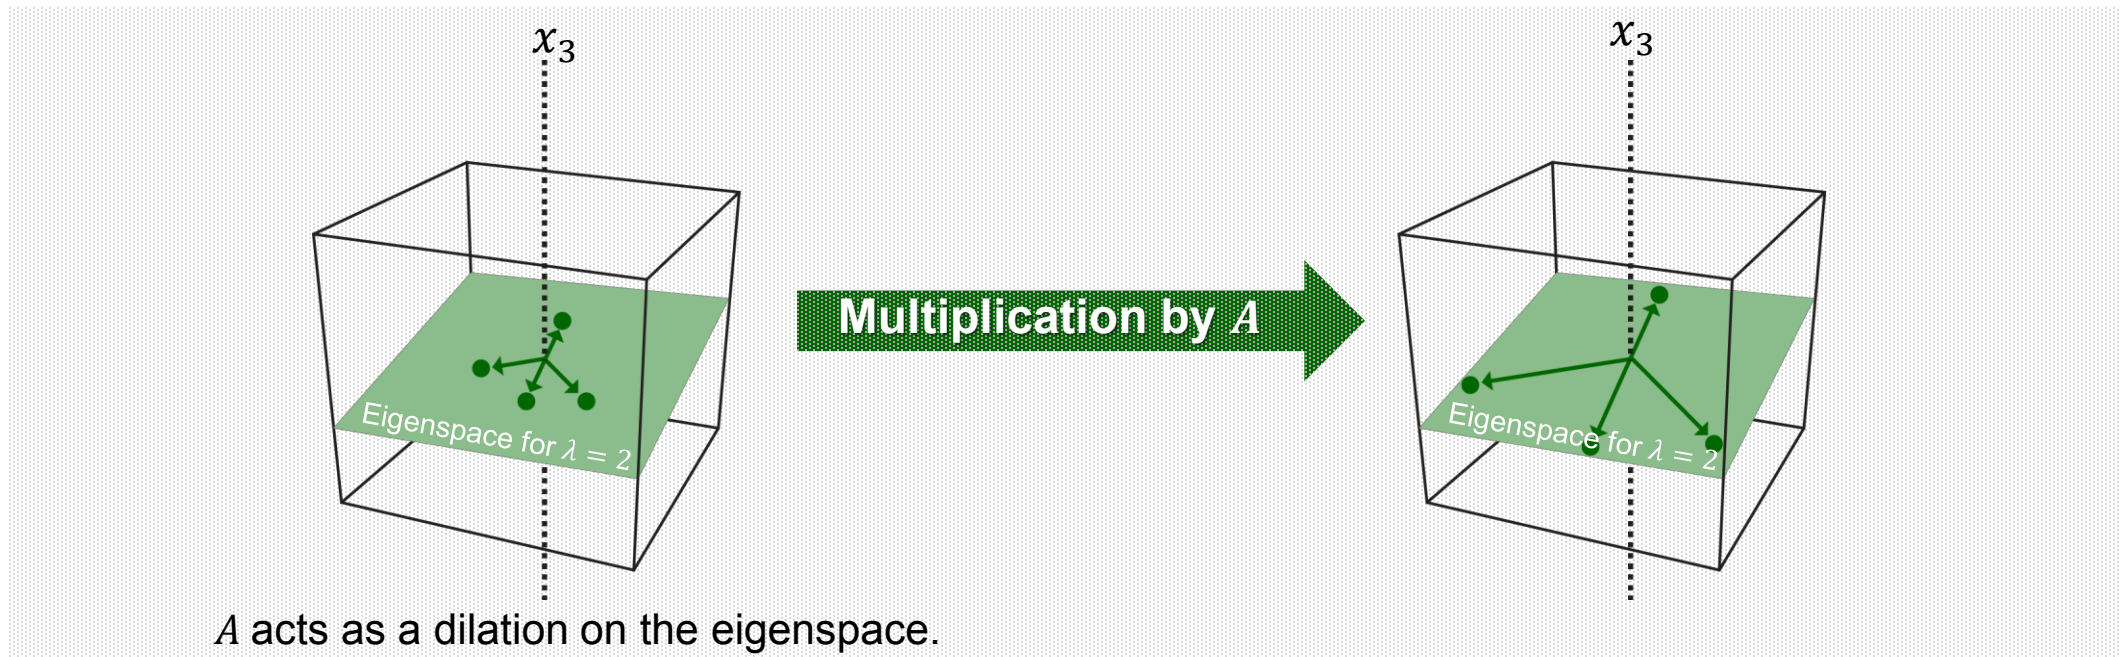 x₃
x₃
Multiplication by A
Eigenspace for λ = 2
Eigenspace for λ = 2
A acts as a dilation on the eigenspace.